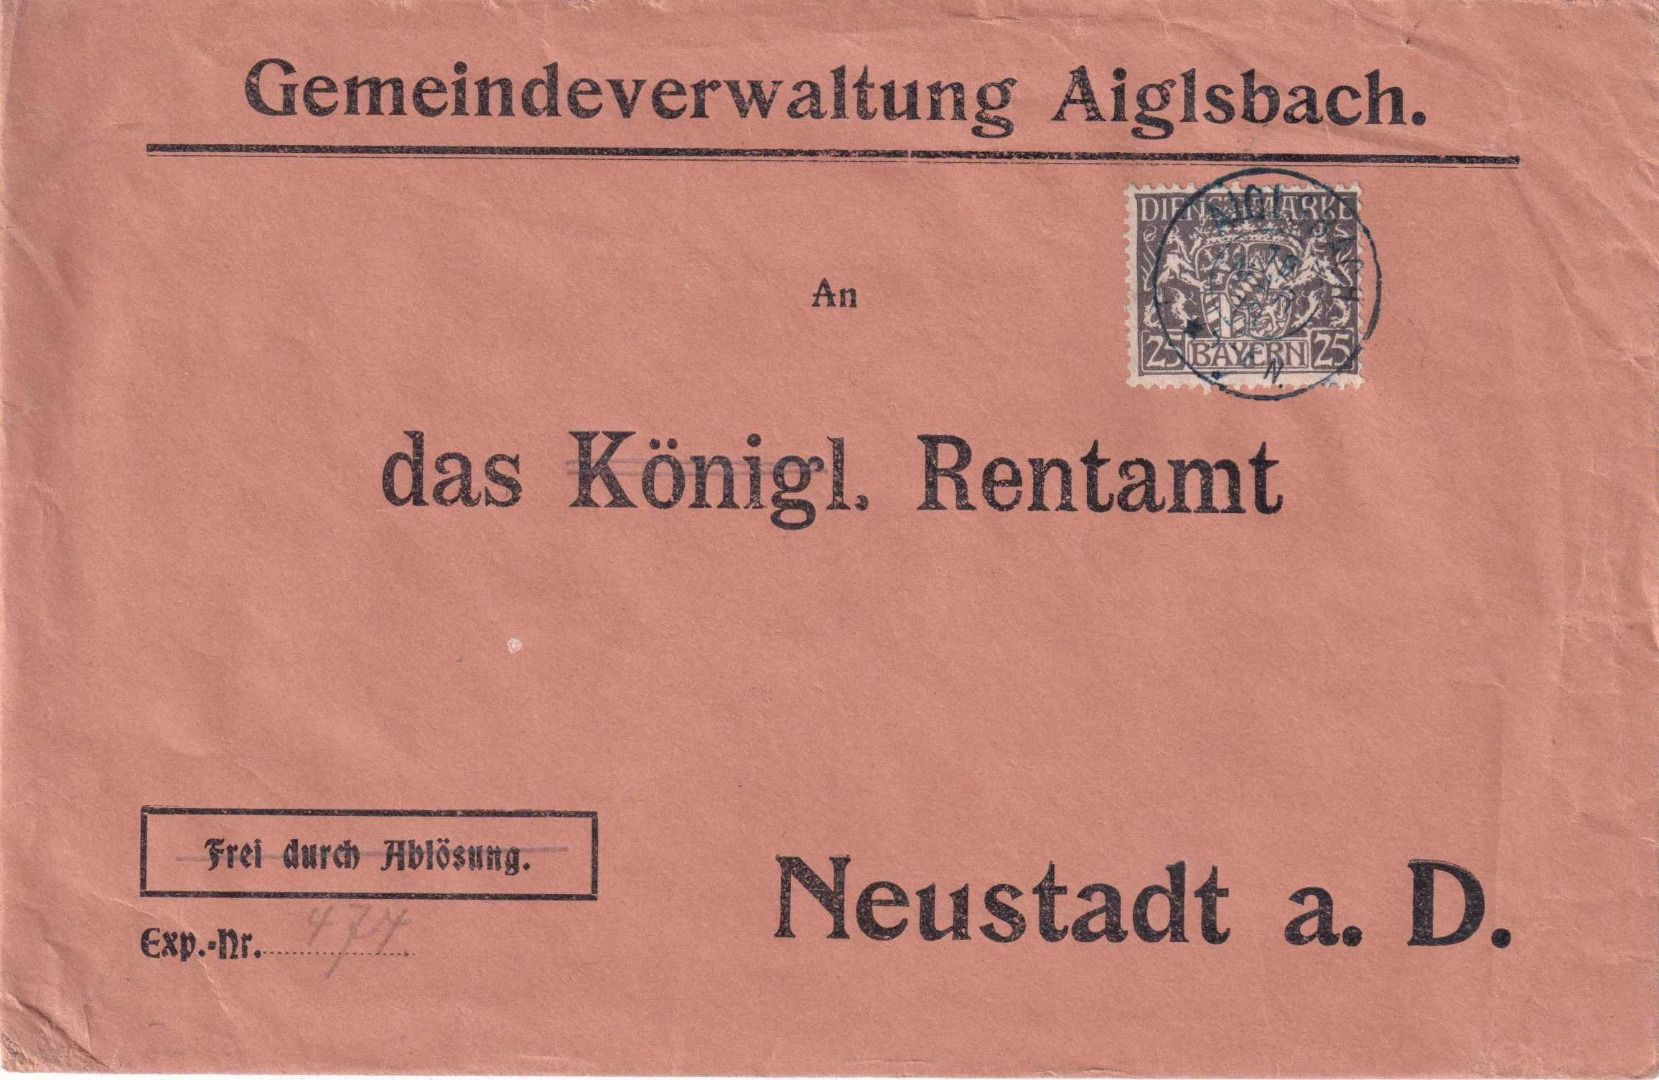 Gemeindeverwaltung Aiglsbach.
DIENSTMARKE
25 BAYERN 25
An
das Königl. Rentamt
Frei durch Ablösung.
Exp.-Nr. 474
Neustadt a. D.